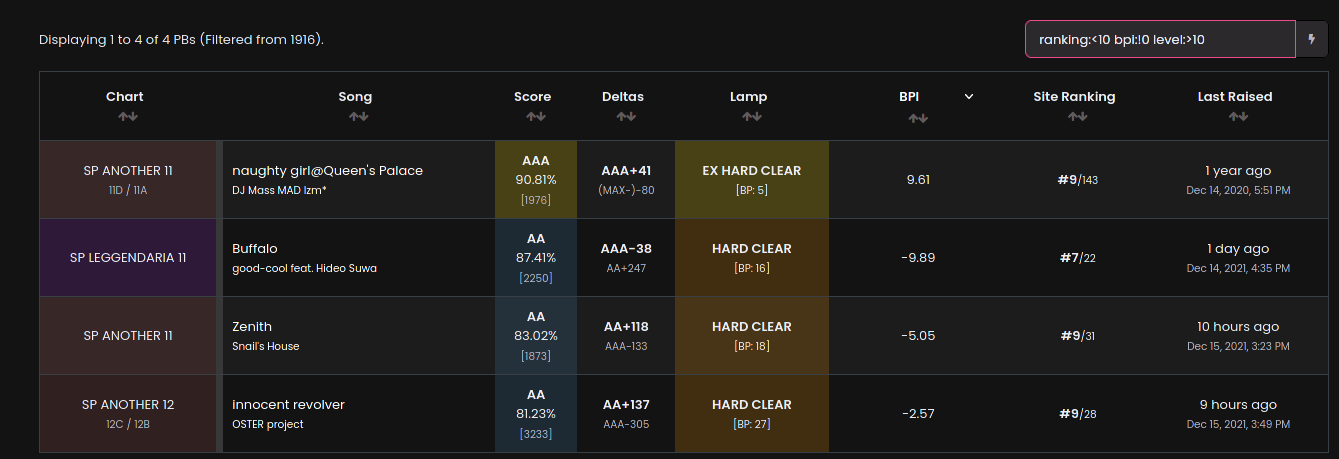 Displaying 1 to 4 of 4 PBs (Filtered from 1916).
ranking:<10 bpi:!0 level:>10
Chart Song Score Deltas Lamp BPI Site Ranking Last Raised
SP ANOTHER 11
11D / 11A
naughty girl@Queen's Palace
DJ Mass MAD Izm*
AAA
90.81%
[1976]
AAA+41
(MAX-)-80
EX HARD CLEAR
[BP: 5]
9.61
#9/143
1 year ago
Dec 14, 2020, 5:51 PM
SP LEGGENDARIA 11
Buffalo
good-cool feat. Hideo Suwa
AA
87.41%
[2250]
AAA-38
AA+247
HARD CLEAR
[BP: 16]
-9.89
#7/22
1 day ago
Dec 14, 2021, 4:35 PM
SP ANOTHER 11
Zenith
Snail's House
AA
83.02%
[1873]
AA+118
AAA-133
HARD CLEAR
[BP: 18]
-5.05
#9/31
10 hours ago
Dec 15, 2021, 3:23 PM
SP ANOTHER 12
12C / 12B
innocent revolver
OSTER project
AA
81.23%
[3233]
AA+137
AAA-305
HARD CLEAR
[BP: 27]
-2.57
#9/28
9 hours ago
Dec 15, 2021, 3:49 PM